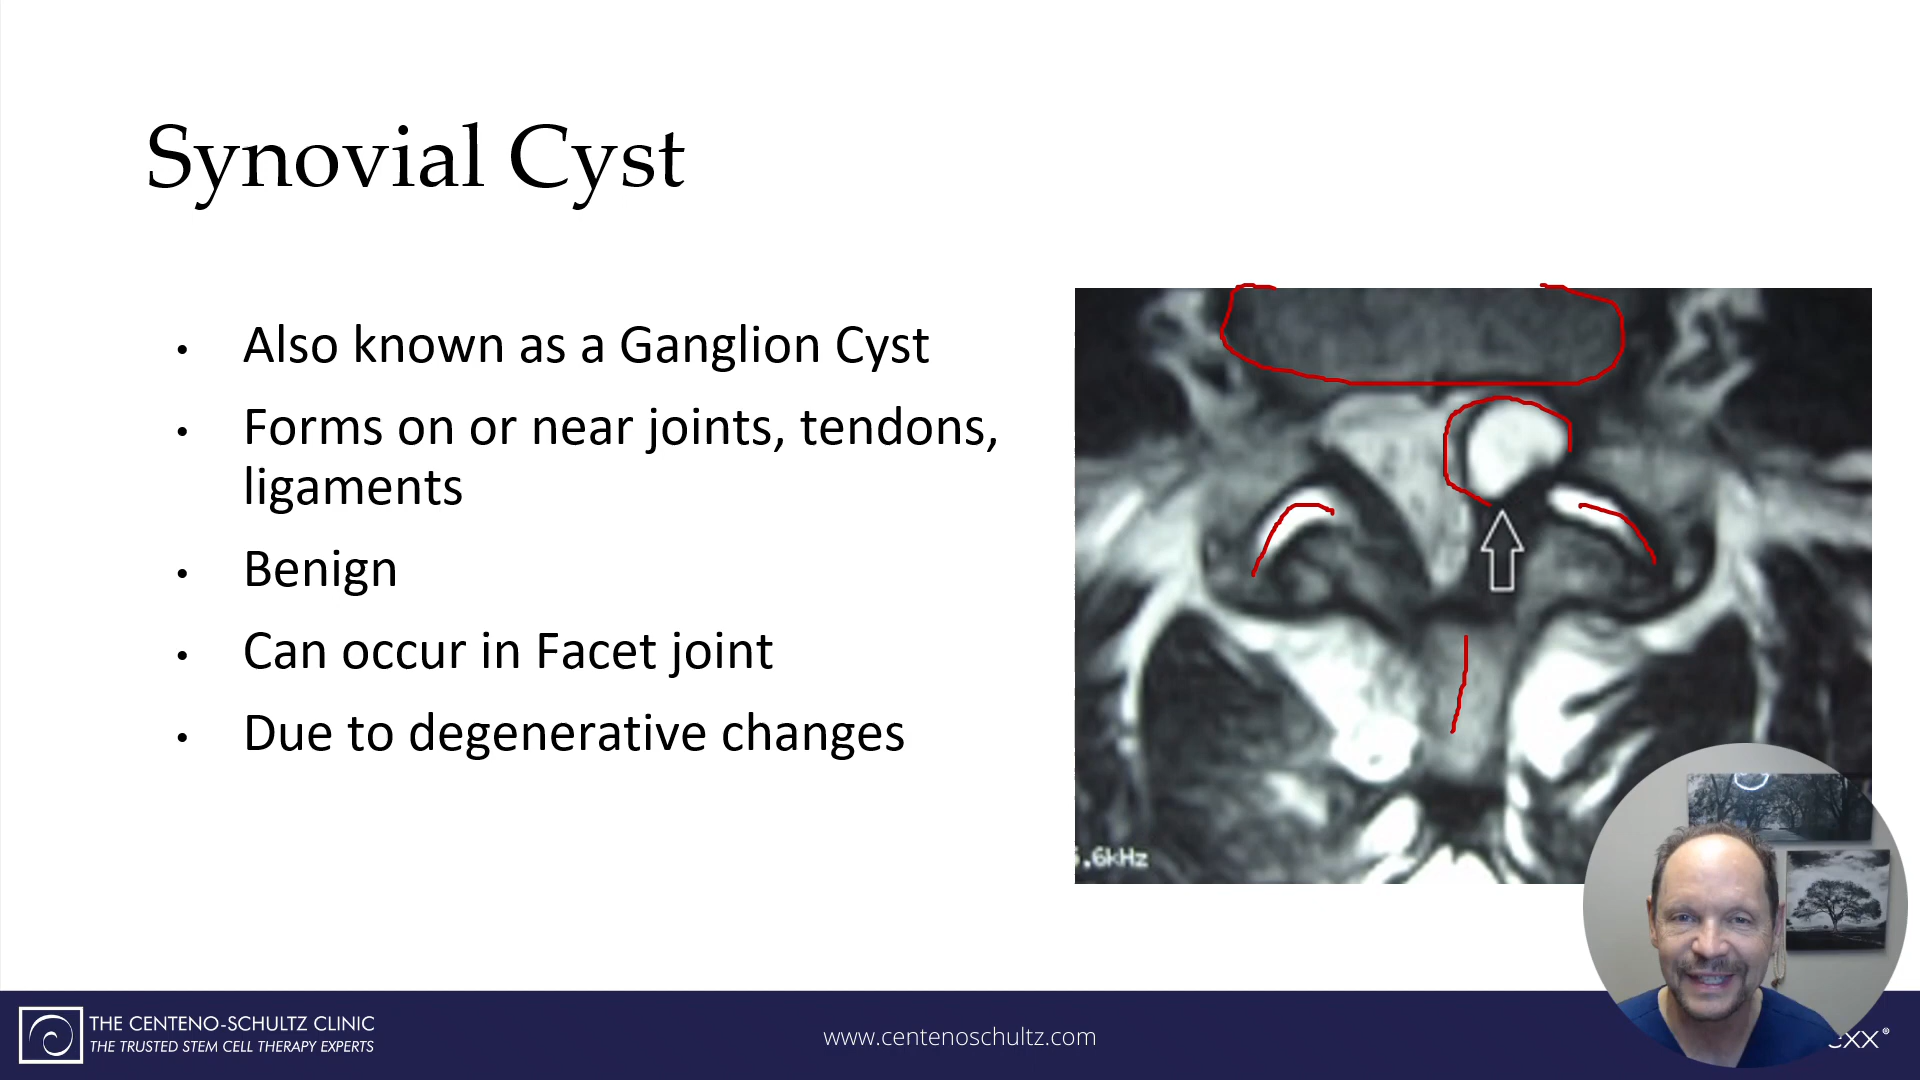 Synovial Cyst
• Also known as a Ganglion Cyst
• Forms on or near joints, tendons,
ligaments
• Benign
• Can occur in Facet joint
• Due to degenerative changes
.6kHz
THE CENTENO-SCHULTZ CLINIC
THE TRUSTED STEM CELL THERAPY EXPERTS
www.centenoschultz.com
exx®